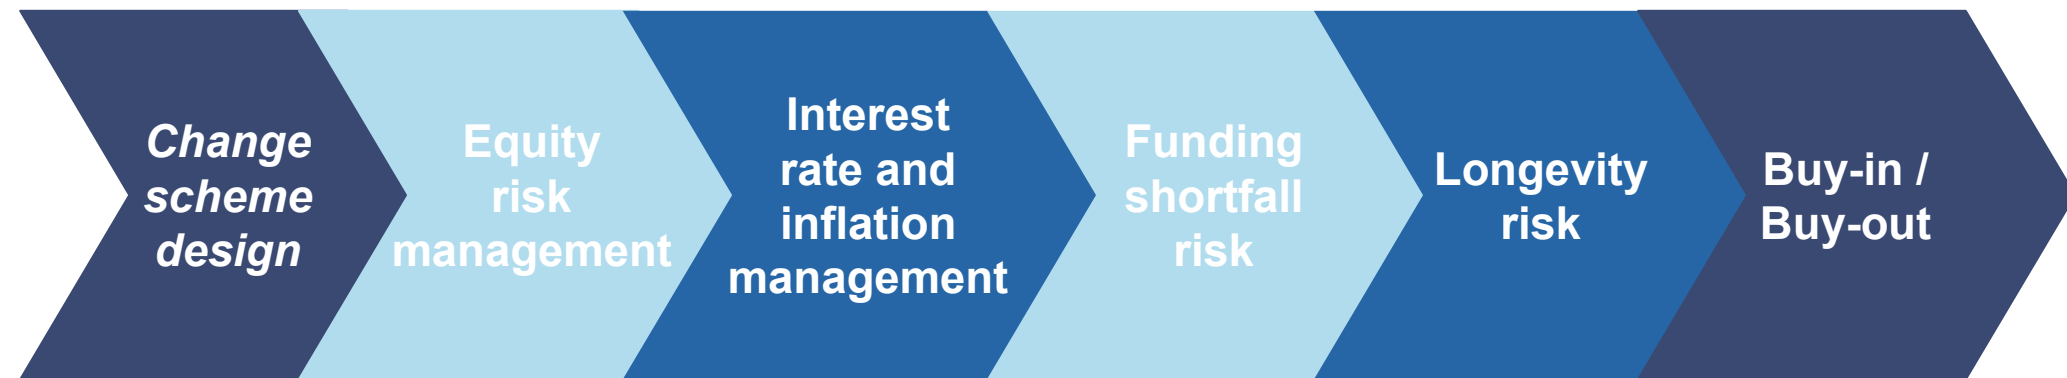 Change
scheme
design
Equity
risk
management
Interest
rate and
inflation
management
Funding
shortfall
risk
Longevity
risk
Buy-in /
Buy-out